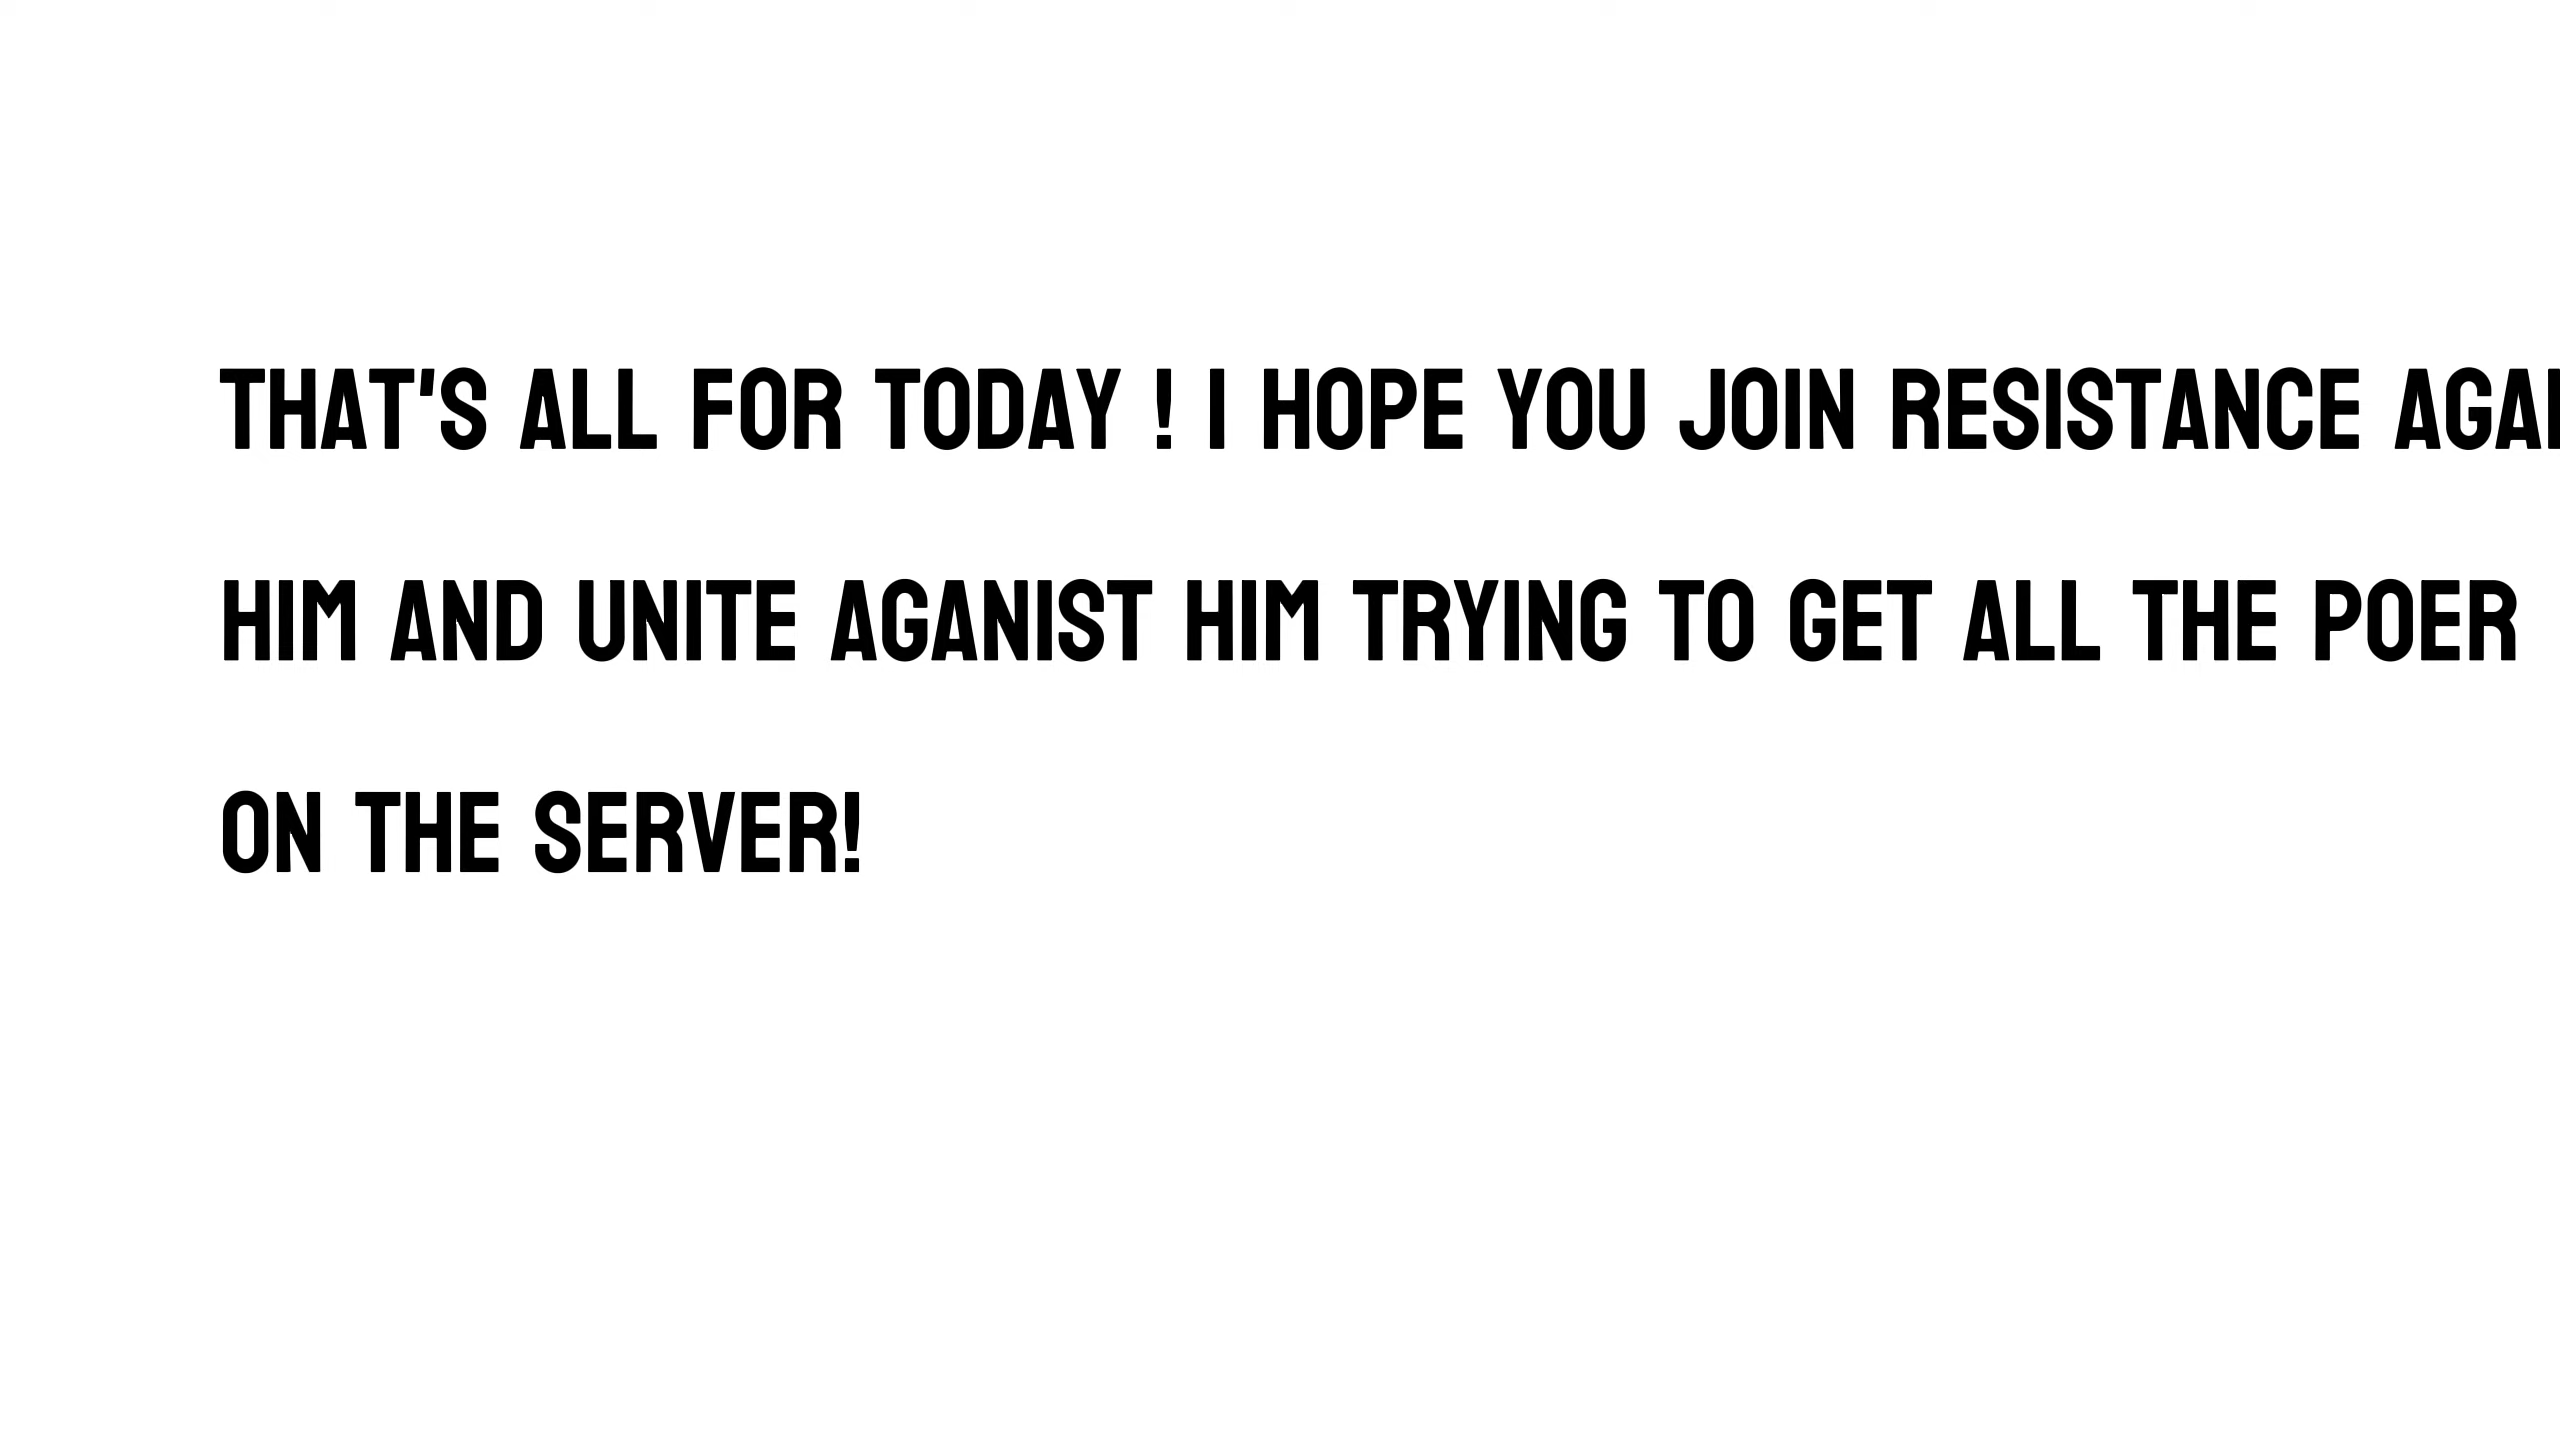 THAT'S ALL FOR TODAY ! I HOPE YOU JOIN RESISTANCE AGAI
HIM AND UNITE AGANIST HIM TRYING TO GET ALL THE POER
ON THE SERVER!